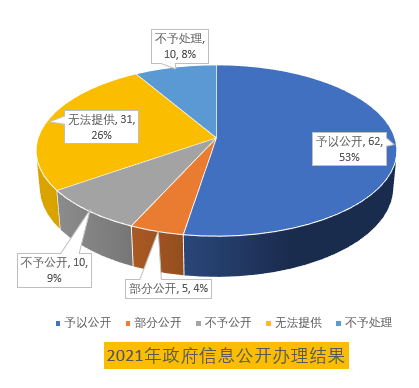 不予处理,
10, 8%
无法提供, 31,
26%
予以公开, 62,
53%
不予公开, 10,
9%
部分公开, 5, 4%
予以公开 部分公开 不予公开 无法提供 不予处理
2021年政府信息公开办理结果